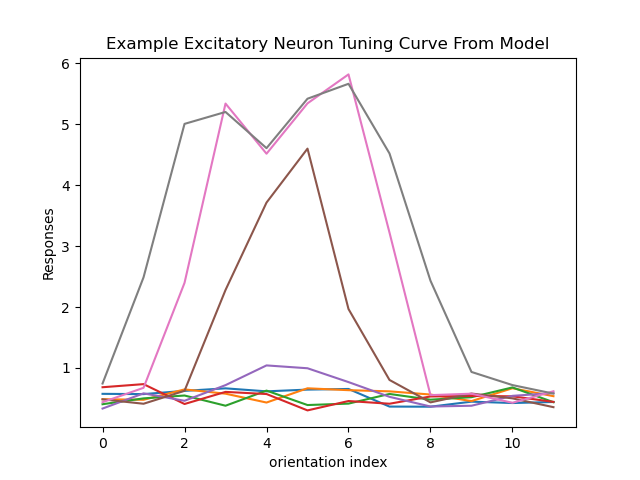 Example Excitatory Neuron Tuning Curve From Model
6
5
4
3
2
1
Responses
0 2 4 6 8 10
orientation index